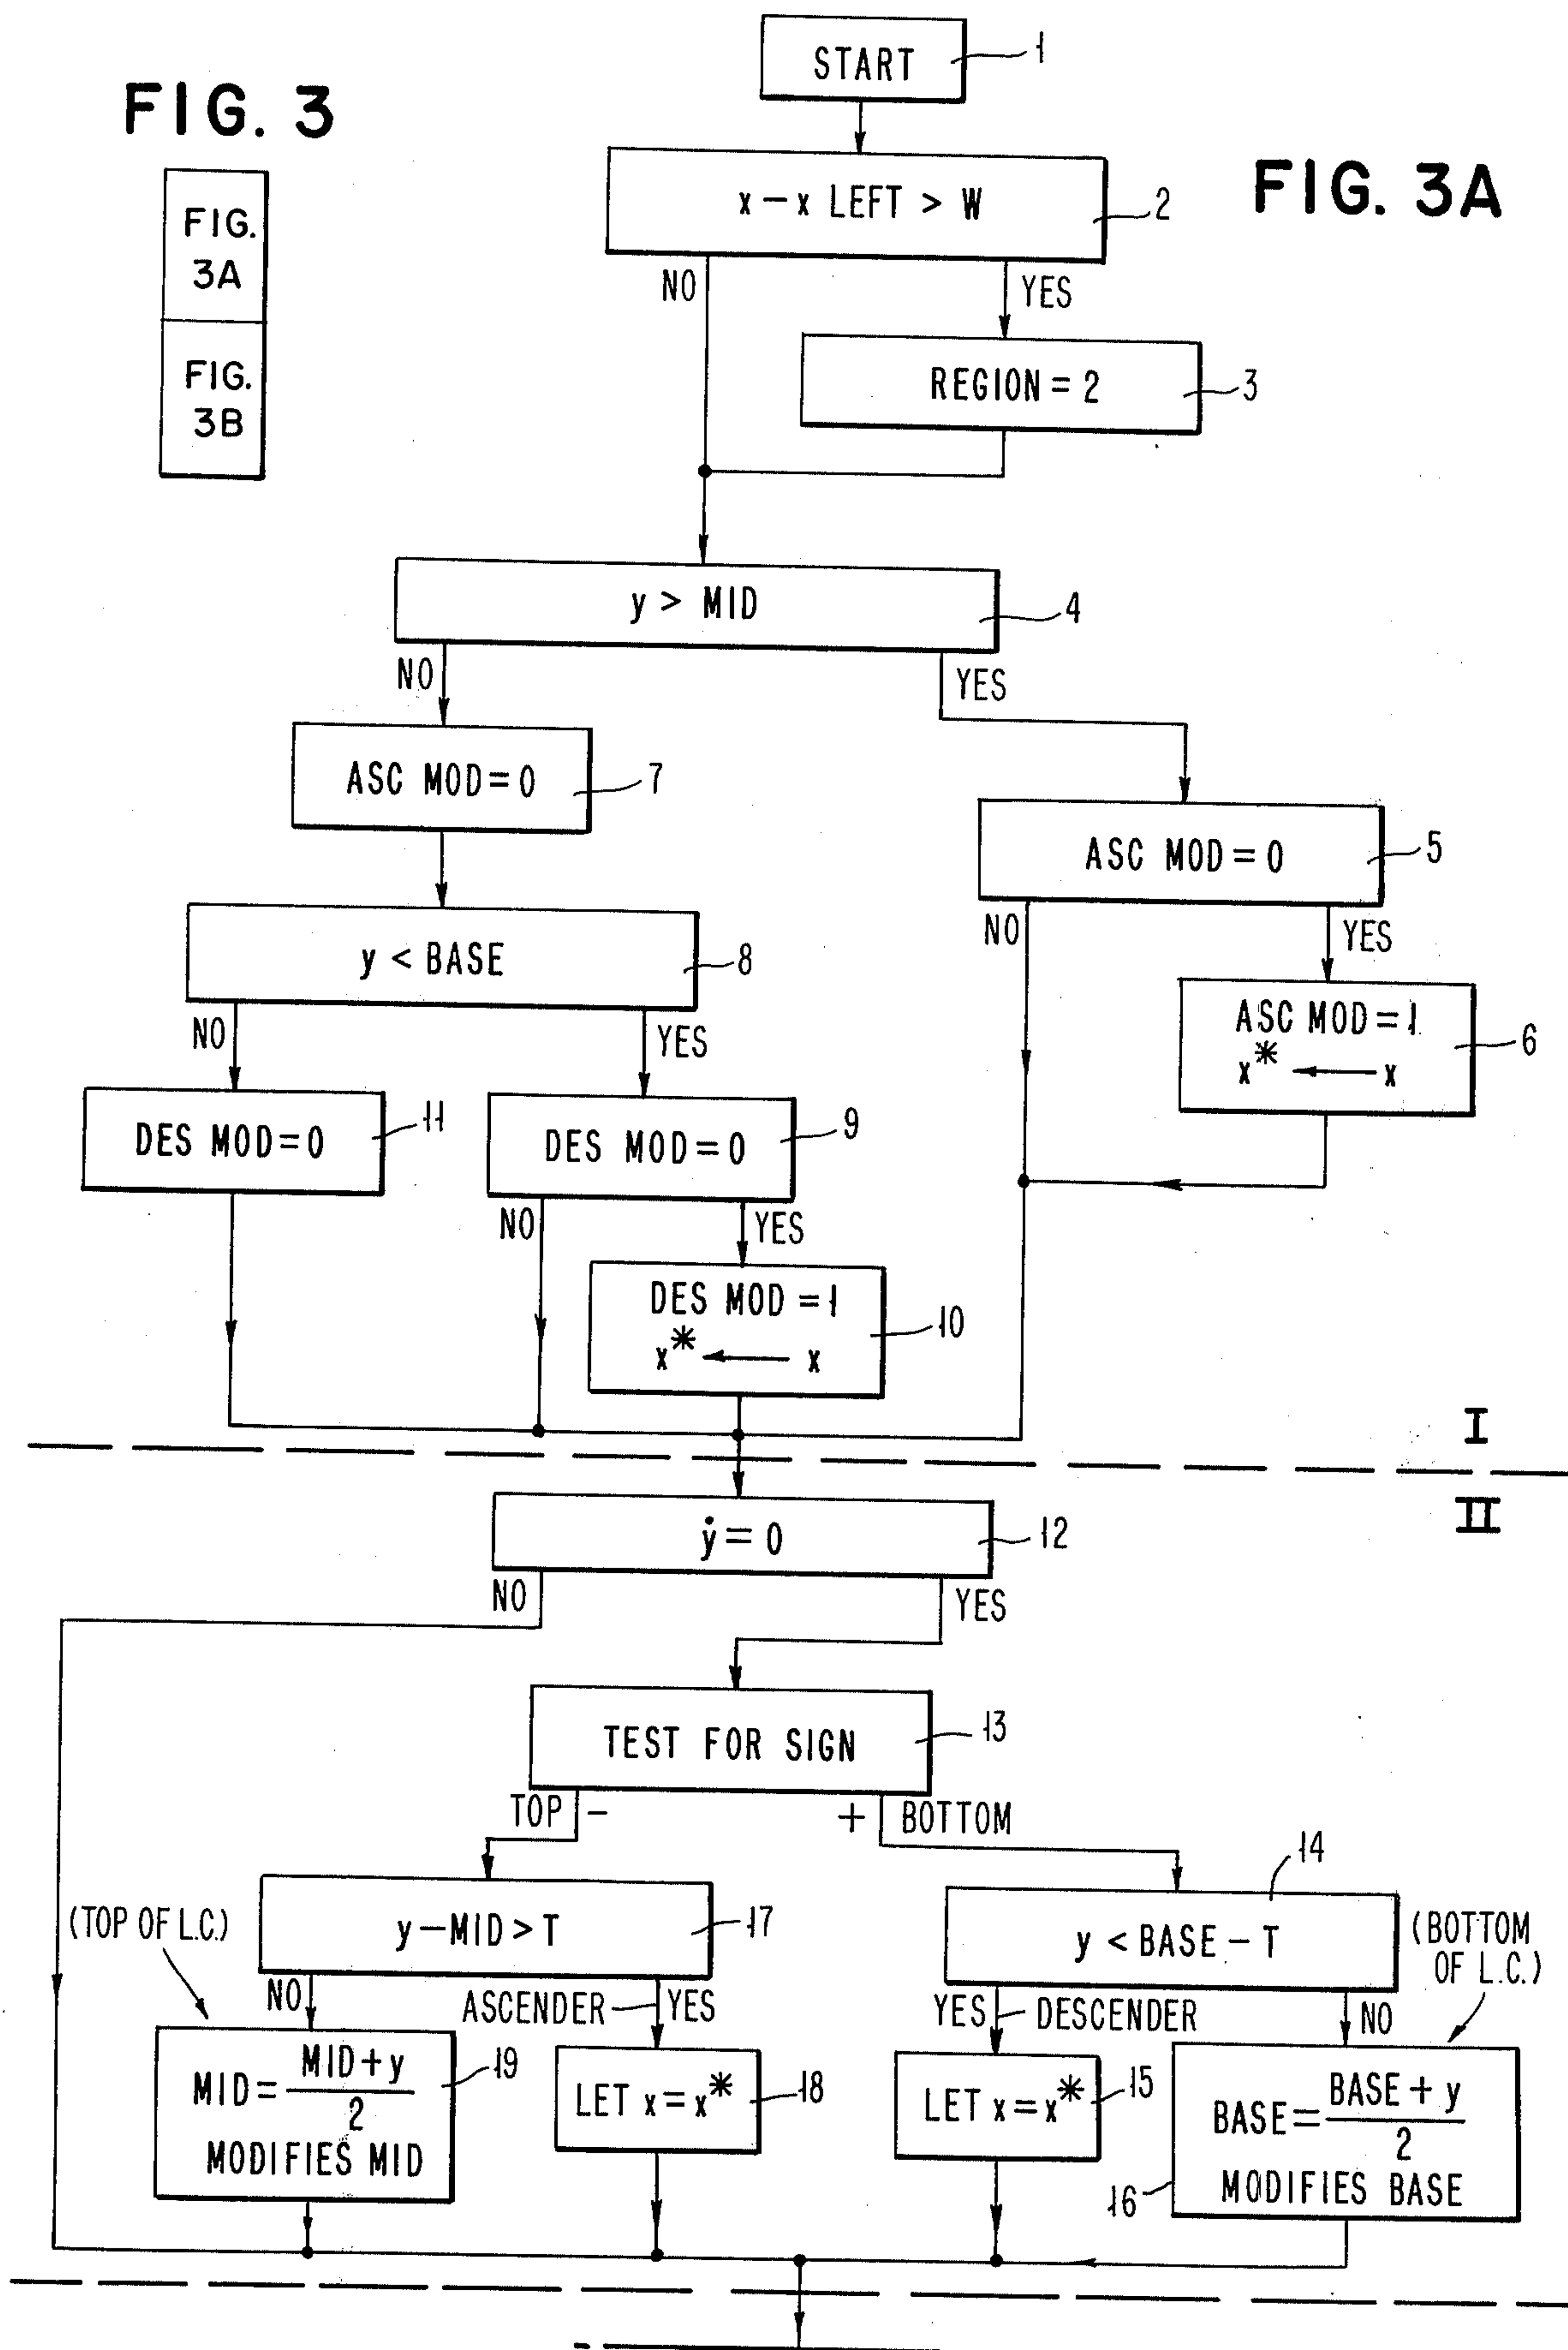 START
1
FIG. 3
FIG. 3A
FIG.
3A
FIG.
3B
x – x LEFT > W
2
NO
YES
REGION = 2
3
y > MID
4
NO
YES
ASC MOD = 0
7
ASC MOD = 0
5
NO
YES
y < BASE
8
NO
YES
ASC MOD = 1
x* ← x
6
DES MOD = 0
11
DES MOD = 0
9
NO
YES
DES MOD = 1
x* ← x
10
I
II
ẏ = 0
12
NO
YES
TEST FOR SIGN
13
TOP –
+ BOTTOM
14
(TOP OF L.C.)
y – MID > T
17
y < BASE – T
(BOTTOM
OF L.C.)
NO
ASCENDER
YES
YES
DESCENDER
NO
MID = (MID + y)/2
MODIFIES MID
19
LET x = x*
18
LET x = x*
15
BASE = (BASE + y)/2
MODIFIES BASE
16